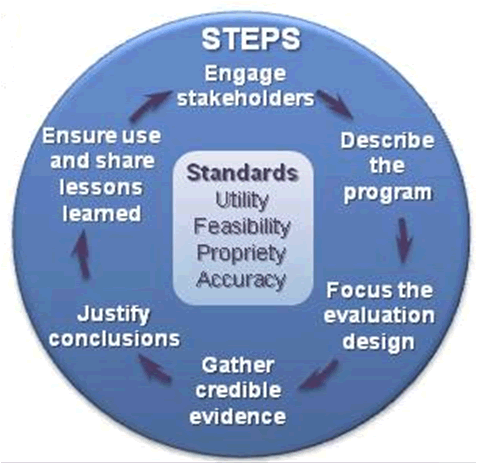 STEPS
Engage
stakeholders
Describe
the
program
Focus the
evaluation
design
Gather
credible
evidence
Justify
conclusions
Ensure use
and share
lessons
learned
Standards
Utility
Feasibility
Propriety
Accuracy